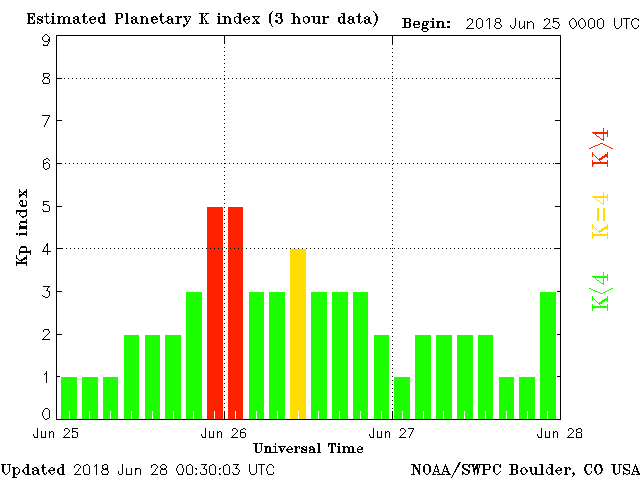 Estimated Planetary K index (3 hour data) Begin: 2018 Jun 25 0000 UTC
9
8
7
6
5
4
3
2
1
0
Kp index
K>4
K=4
K<4
Jun 25 Jun 26 Jun 27 Jun 28
Universal Time
Updated 2018 Jun 28 00:30:03 UTC NOAA/SWPC Boulder, CO USA